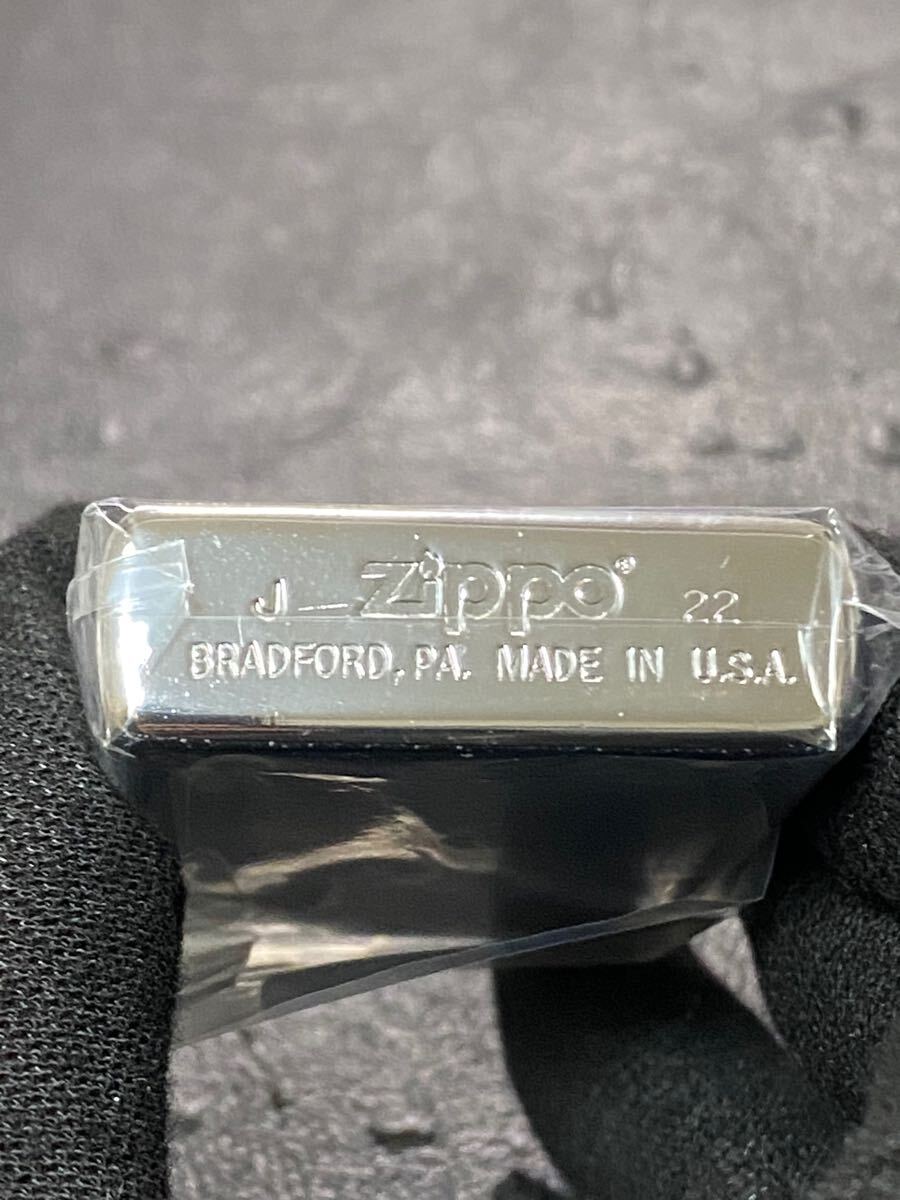 J Zippo® 22
BRADFORD, PA. MADE IN U.S.A.